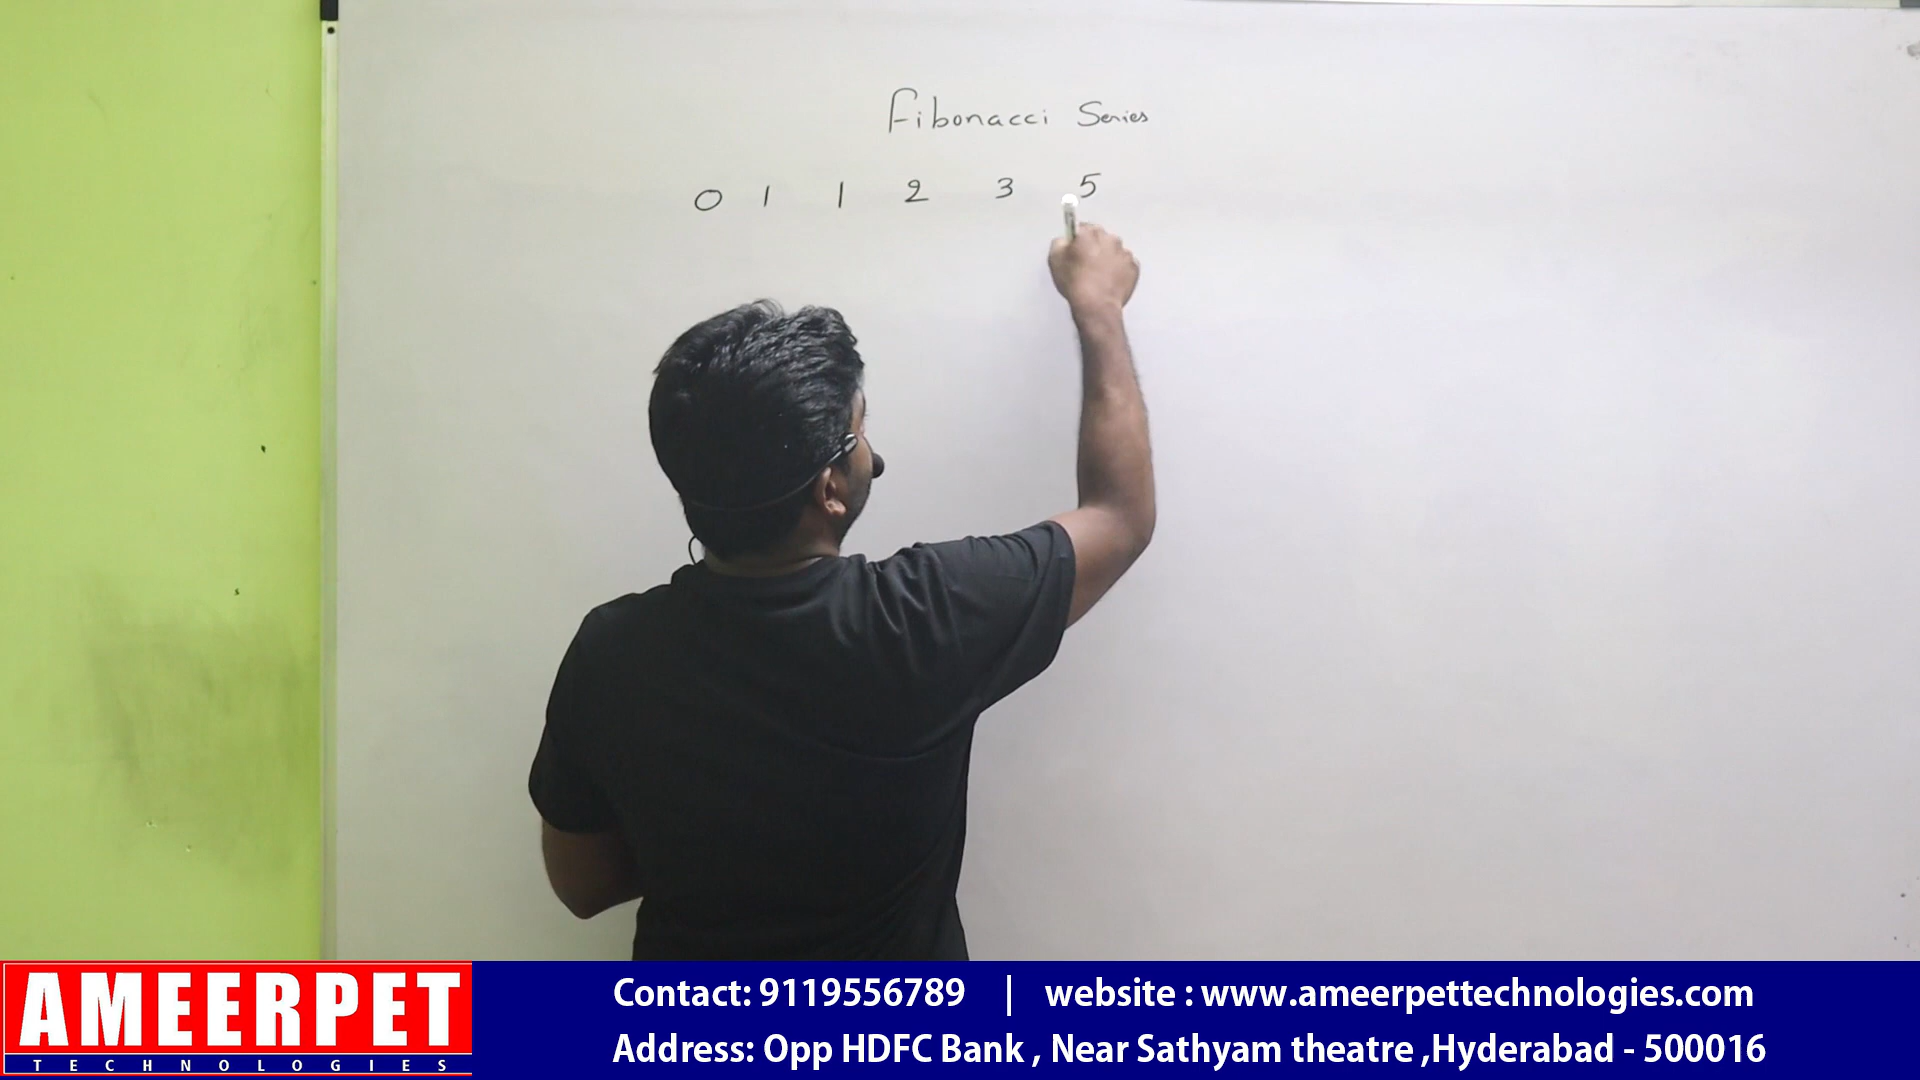 Fibonacci Series
0 1 1 2 3 5
AMEERPET
TECHNOLOGIES
Contact: 9119556789 | website : www.ameerpettechnologies.com
Address: Opp HDFC Bank , Near Sathyam theatre ,Hyderabad - 500016